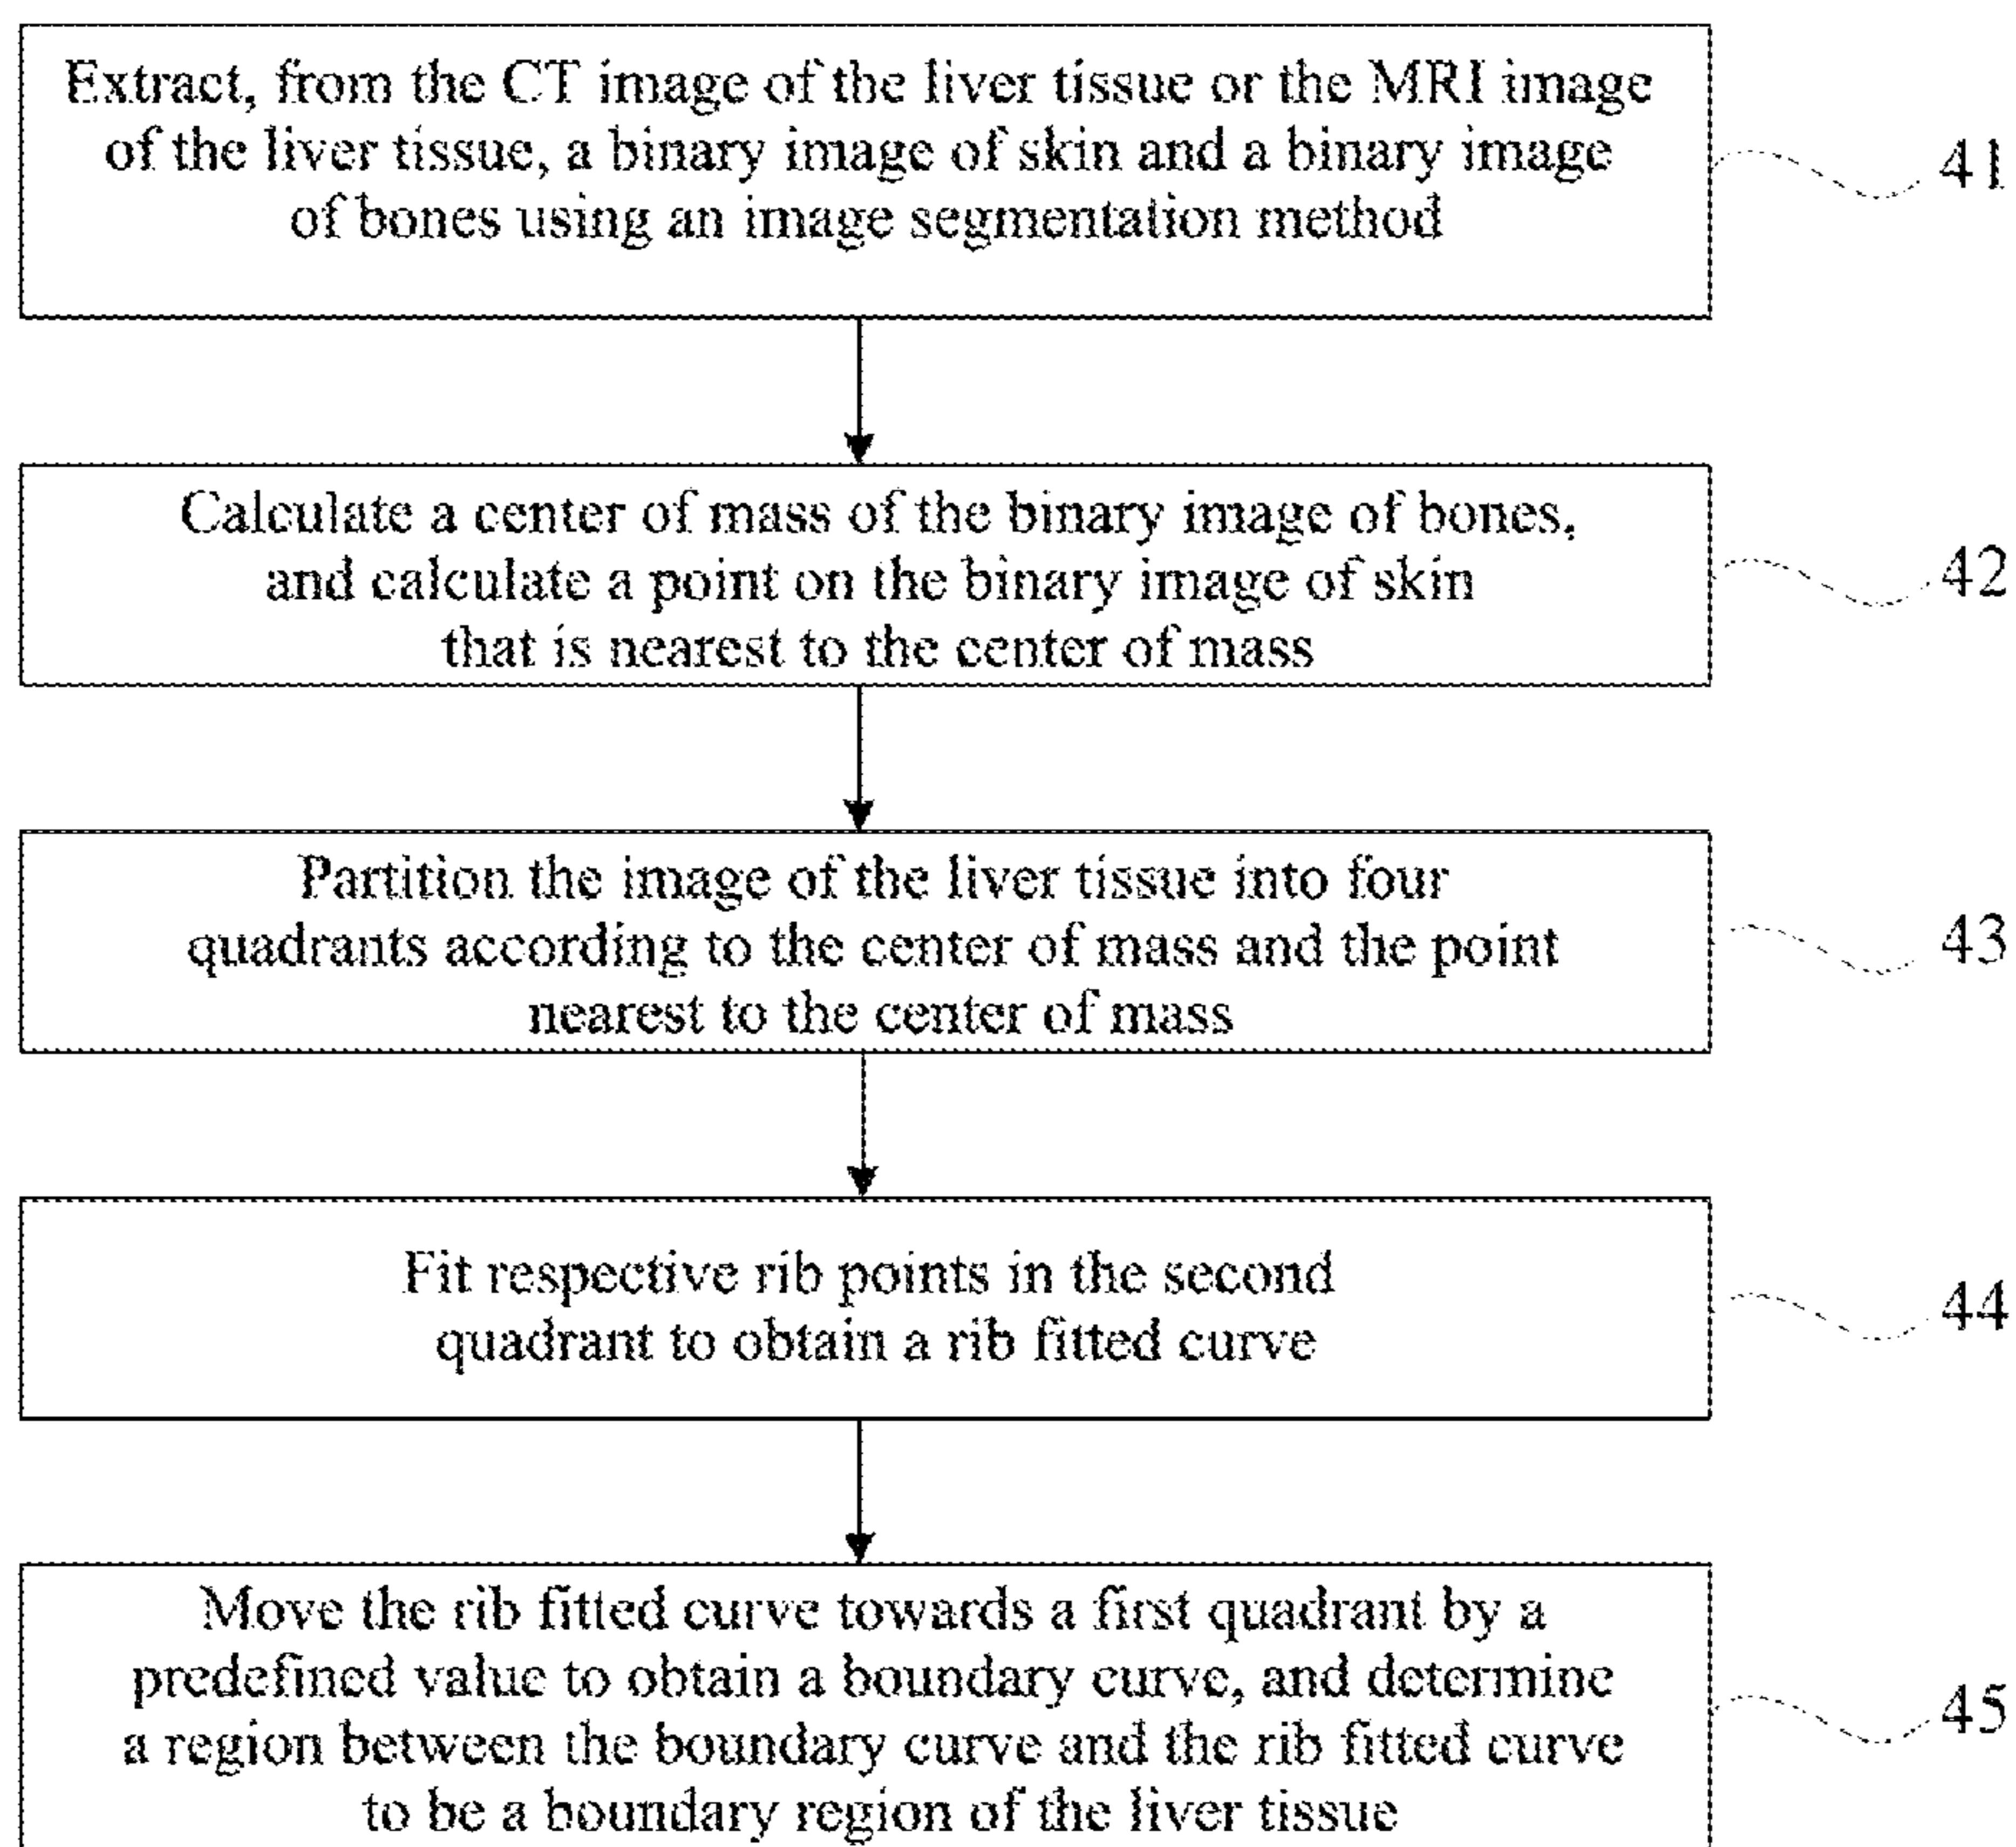 Extract, from the CT image of the liver tissue or the MRI image
of the liver tissue, a binary image of skin and a binary image
of bones using an image segmentation method
41
Calculate a center of mass of the binary image of bones,
and calculate a point on the binary image of skin
that is nearest to the center of mass
42
Partition the image of the liver tissue into four
quadrants according to the center of mass and the point
nearest to the center of mass
43
Fit respective rib points in the second
quadrant to obtain a rib fitted curve
44
Move the rib fitted curve towards a first quadrant by a
predefined value to obtain a boundary curve, and determine
a region between the boundary curve and the rib fitted curve
to be a boundary region of the liver tissue
45